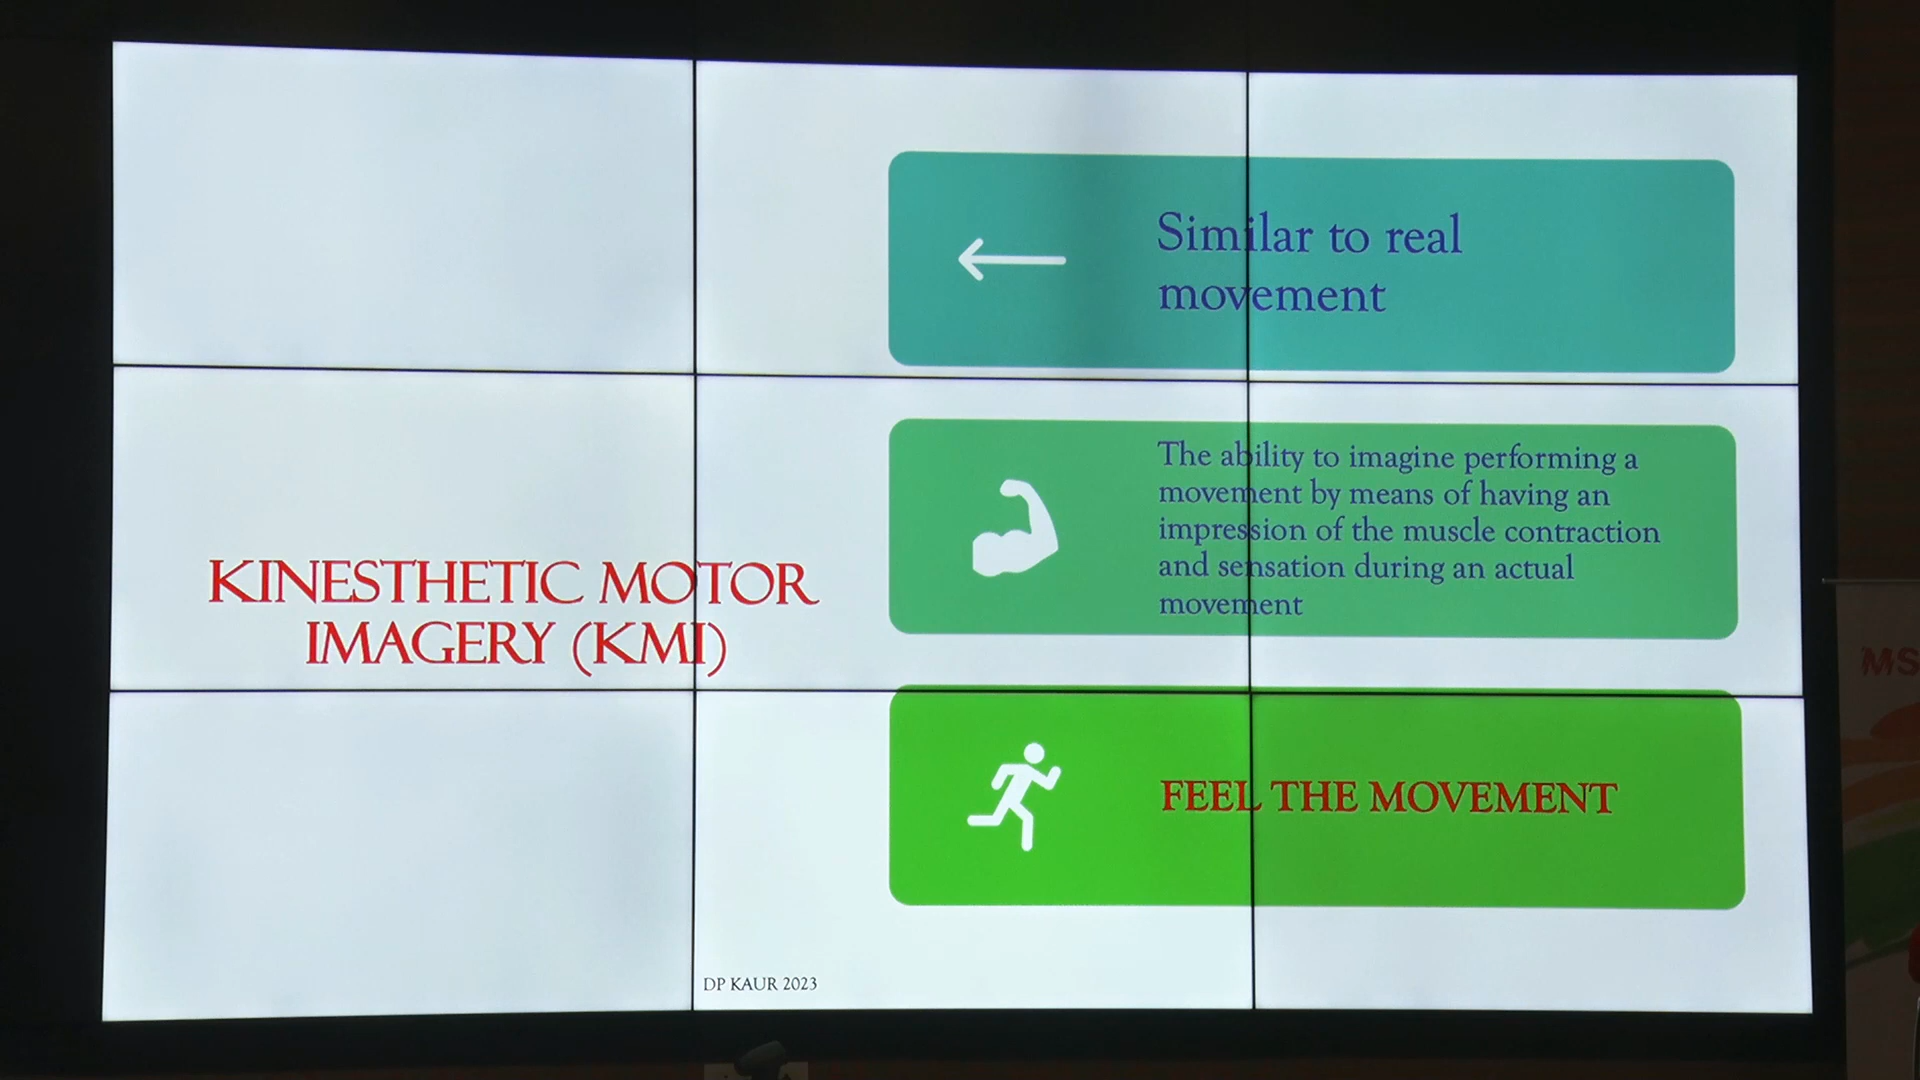 KINESTHETIC MOTOR
IMAGERY (KMI)
Similar to real
movement
The ability to imagine performing a
movement by means of having an
impression of the muscle contraction
and sensation during an actual
movement
FEEL THE MOVEMENT
DP KAUR 2023
MS